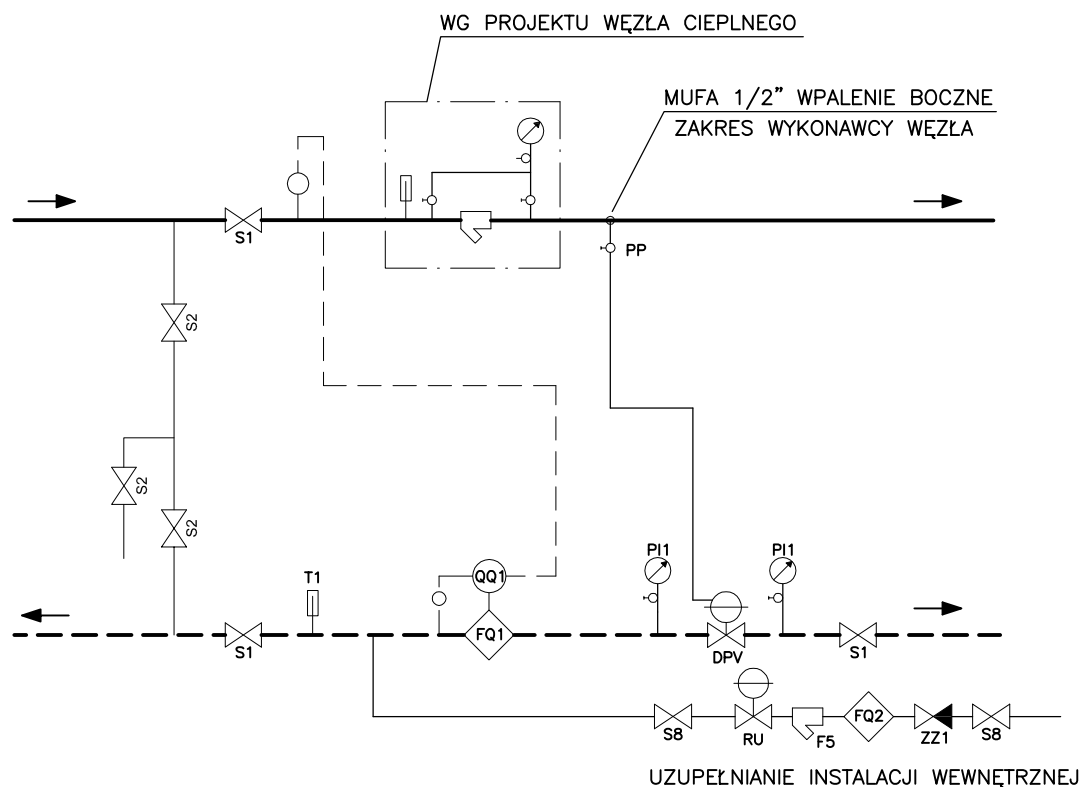 WG PROJEKTU WĘZŁA CIEPLNEGO
MUFA 1/2" WPALENIE BOCZNE
ZAKRES WYKONAWCY WĘZŁA
S1
PP
S2
S2
S2
PI1
PI1
T1
QQ1
FQ1
S1
DPV
S1
FQ2
S8
RU
F5
ZZ1
S8
UZUPEŁNIANIE INSTALACJI WEWNĘTRZNEJ